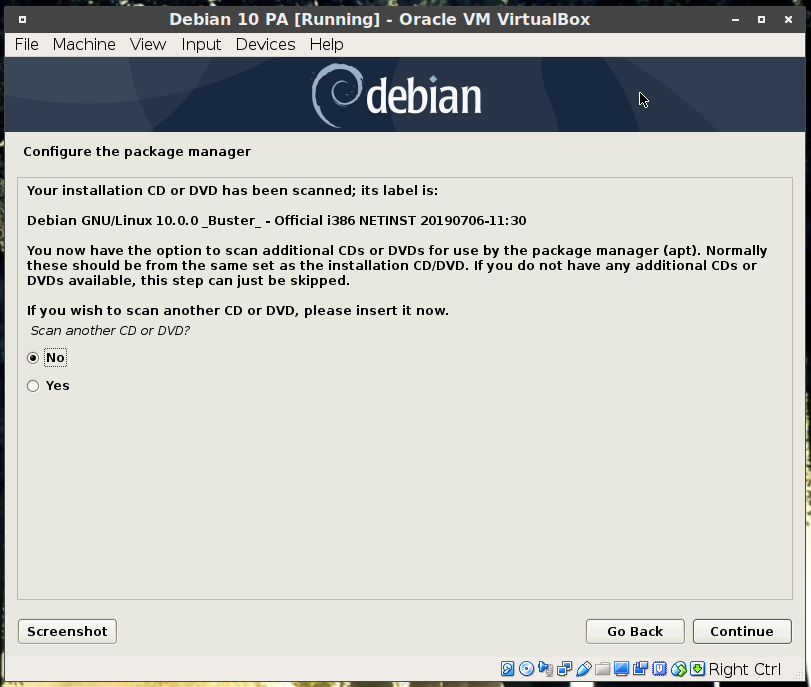 Debian 10 PA [Running] - Oracle VM VirtualBox
File Machine View Input Devices Help
debian
Configure the package manager
Your installation CD or DVD has been scanned; its label is:
Debian GNU/Linux 10.0.0 _Buster_ - Official i386 NETINST 20190706-11:30
You now have the option to scan additional CDs or DVDs for use by the package manager (apt). Normally
these should be from the same set as the installation CD/DVD. If you do not have any additional CDs or
DVDs available, this step can just be skipped.
If you wish to scan another CD or DVD, please insert it now.
Scan another CD or DVD?
No
Yes
Screenshot
Go Back
Continue
Right Ctrl